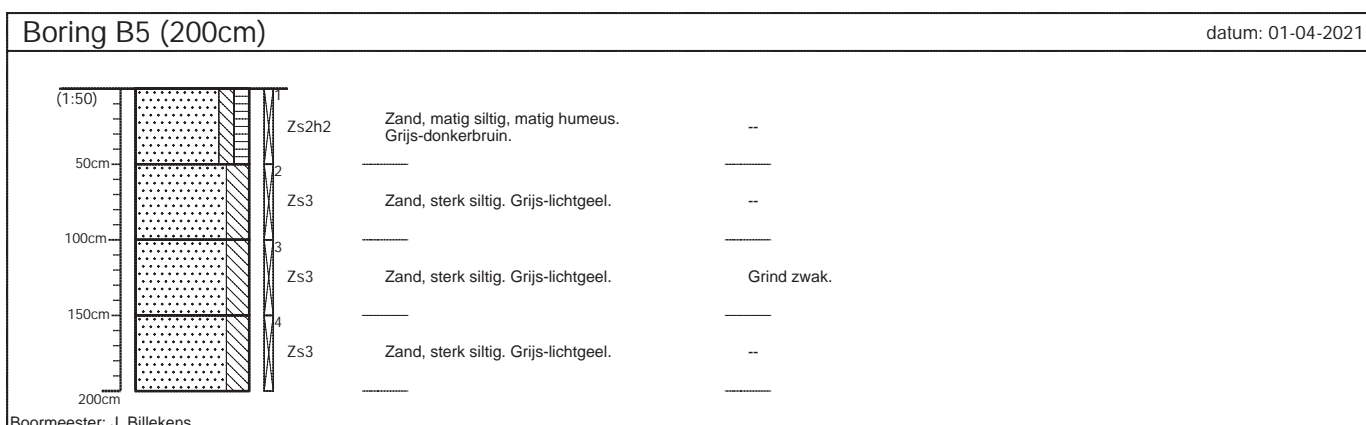 Boring B5 (200cm)
datum: 01-04-2021
(1:50)
1
Zs2h2
Zand, matig siltig, matig humeus.
Grijs-donkerbruin.
--
50cm
2
Zs3
Zand, sterk siltig. Grijs-lichtgeel.
--
100cm
3
Zs3
Zand, sterk siltig. Grijs-lichtgeel.
Grind zwak.
150cm
4
Zs3
Zand, sterk siltig. Grijs-lichtgeel.
--
200cm
Boormeester: J. Billekens